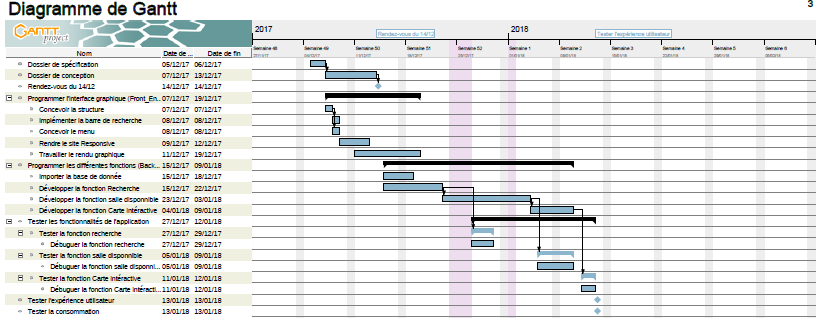 Diagramme de Gantt
3
GANTT project
2017
2018
Rendez-vous du 14/12
Tester l'expérience utilisateur
Nom Date de ... Date de fin
Semaine 48 Semaine 49 Semaine 50 Semaine 51 Semaine 52 Semaine 1 Semaine 2 Semaine 3 Semaine 4 Semaine 5 Semaine 6
Dossier de spécification 05/12/17 06/12/17
Dossier de conception 07/12/17 13/12/17
Rendez-vous du 14/12 14/12/17 14/12/17
Programmer l'interface graphique (Front_En... 07/12/17 19/12/17
Concevoir la structure 07/12/17 07/12/17
Implémenter la barre de recherche 08/12/17 08/12/17
Concevoir le menu 08/12/17 08/12/17
Rendre le site Responsive 09/12/17 12/12/17
Travailler le rendu graphique 11/12/17 19/12/17
Programmer les différentes fonctions (Back... 15/12/17 09/01/18
Importer la base de donnée 15/12/17 18/12/17
Développer la fonction Recherche 15/12/17 22/12/17
Développer la fonction salle disponible 23/12/17 03/01/18
Développer la fonction Carte Intéractive 04/01/18 09/01/18
Tester les fonctionnalités de l'application 27/12/17 12/01/18
Tester la fonction recherche 27/12/17 29/12/17
Débuguer la fonction recherche 27/12/17 29/12/17
Tester la fonction salle disponible 05/01/18 09/01/18
Débuguer la fonction salle disponi... 05/01/18 09/01/18
Tester la fonction Carte Intéractive 11/01/18 12/01/18
Débuguer la fonction Carte Intéracti... 11/01/18 12/01/18
Tester l'expérience utilisateur 13/01/18 13/01/18
Tester la consommation 13/01/18 13/01/18